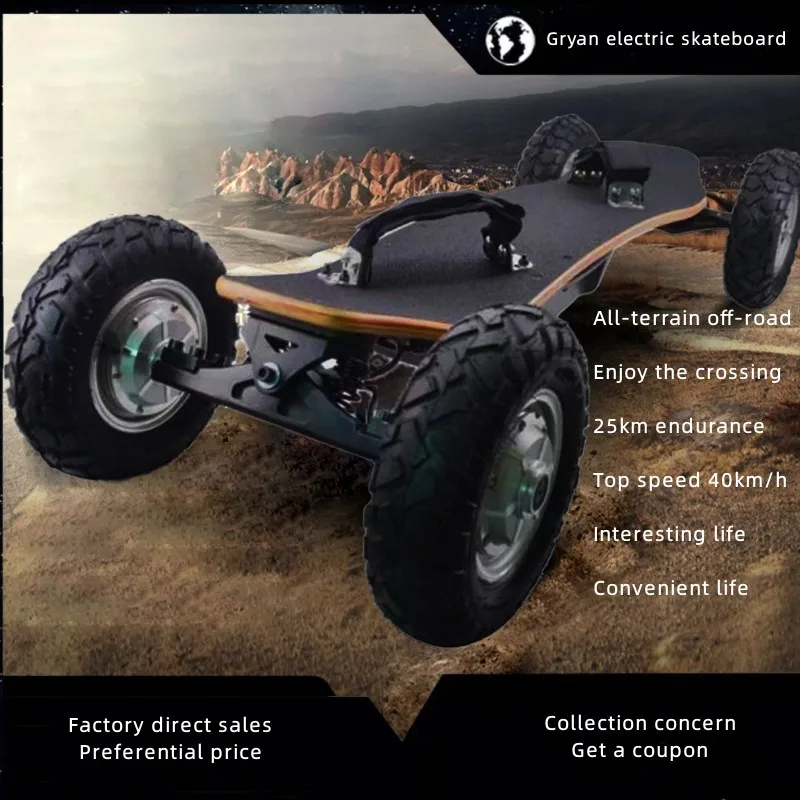 Gryan electric skateboard
All-terrain off-road
Enjoy the crossing
25km endurance
Top speed 40km/h
Interesting life
Convenient life
Factory direct sales
Preferential price
Collection concern
Get a coupon